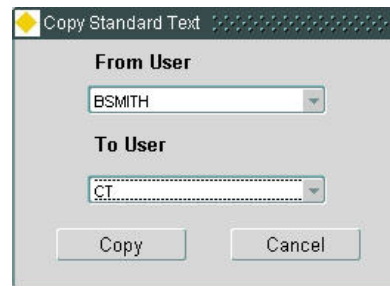 Copy Standard Text
From User
BSMITH
To User
CT
Copy Cancel